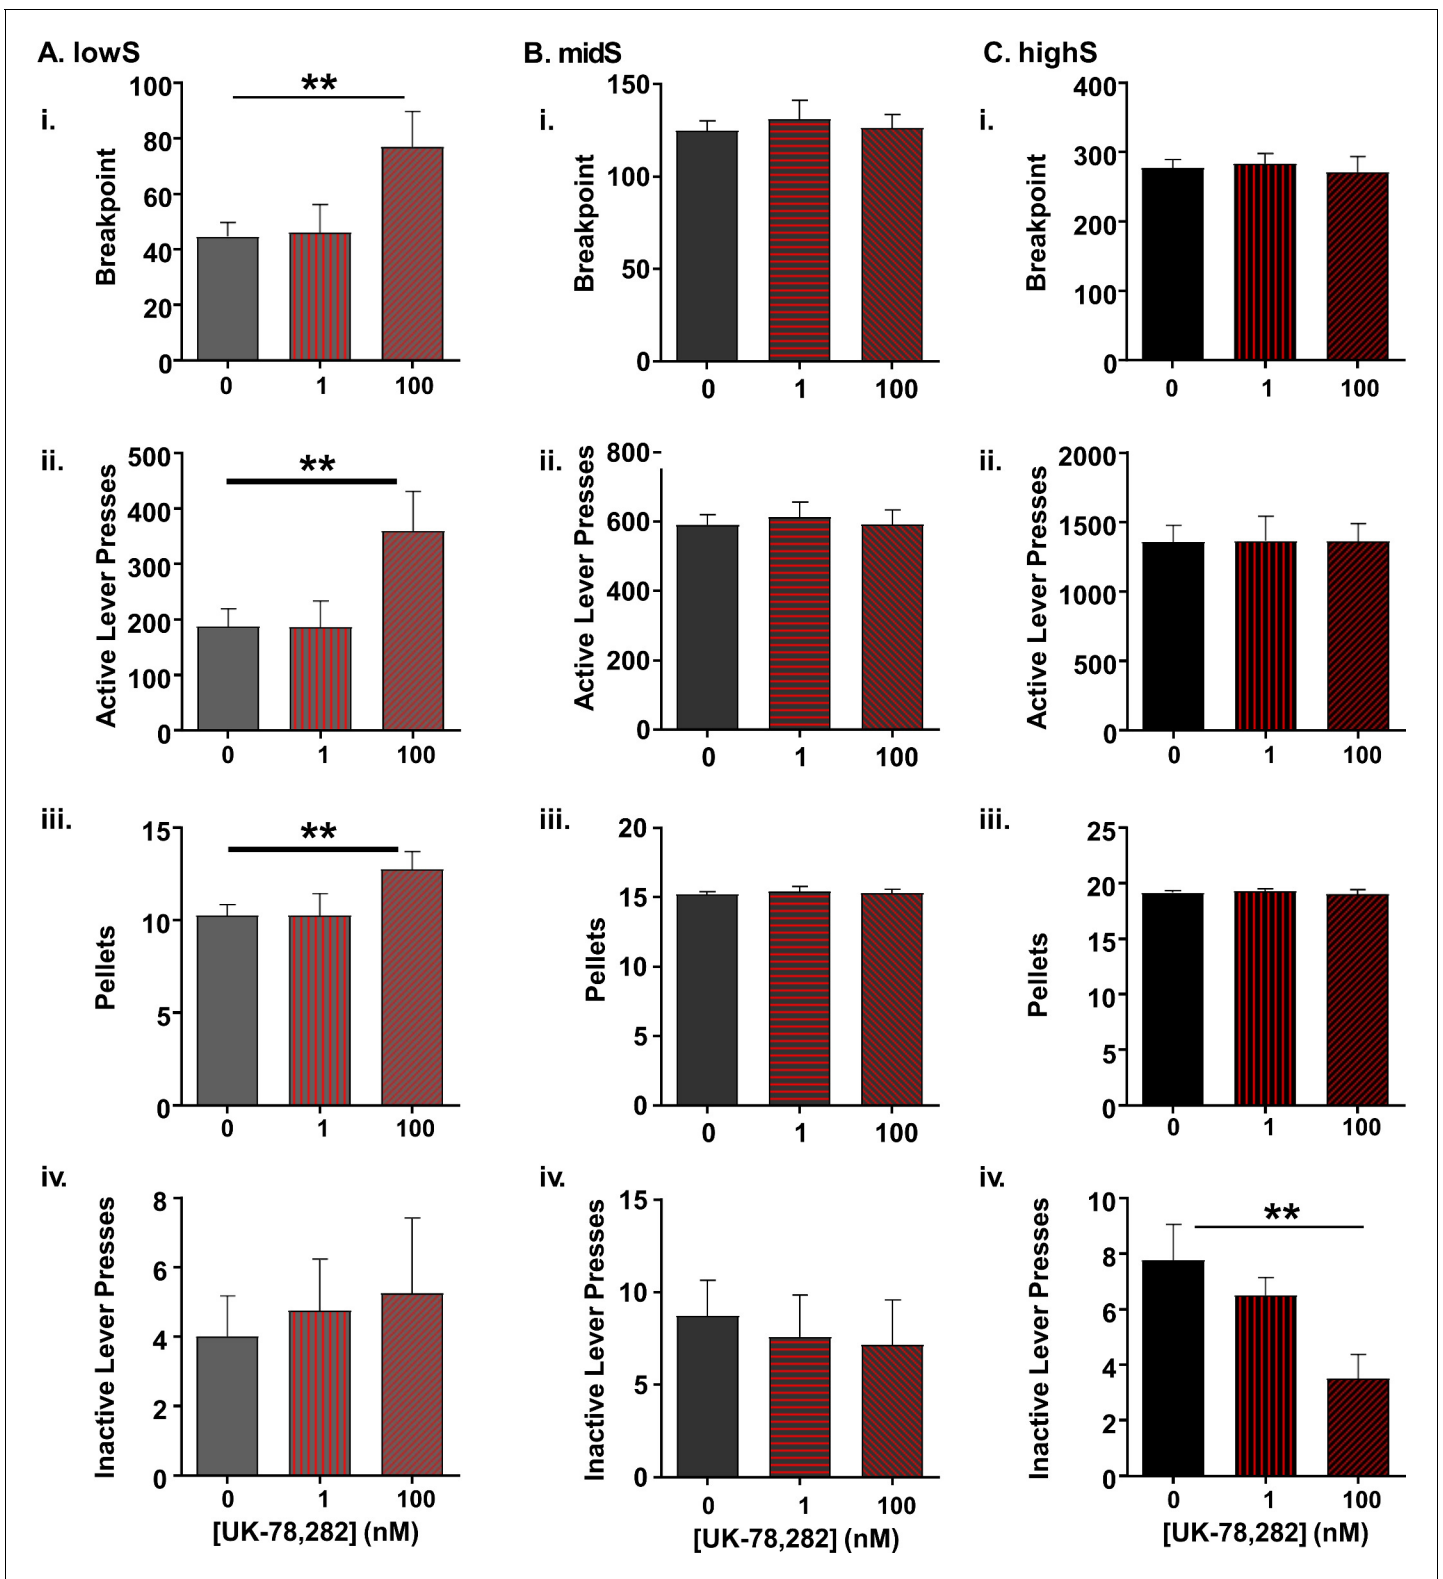 A. lowS
i.
Breakpoint
100
80
60
40
20
0
**
0 1 100
ii.
Active Lever Presses
500
400
300
200
100
0
**
0 1 100
iii.
Pellets
15
10
5
0
**
0 1 100
iv.
Inactive Lever Presses
8
6
4
2
0
0 1 100
[UK-78,282] (nM)
B. midS
i.
Breakpoint
150
100
50
0
0 1 100
ii.
Active Lever Presses
800
600
400
200
0
0 1 100
iii.
Pellets
20
15
10
5
0
0 1 100
iv.
Inactive Lever Presses
15
10
5
0
0 1 100
[UK-78,282] (nM)
C. highS
i.
Breakpoint
400
300
200
100
0
0 1 100
ii.
Active Lever Presses
2000
1500
1000
500
0
0 1 100
iii.
Pellets
25
20
15
10
5
0
0 1 100
iv.
Inactive Lever Presses
10
8
6
4
2
0
**
0 1 100
[UK-78,282] (nM)